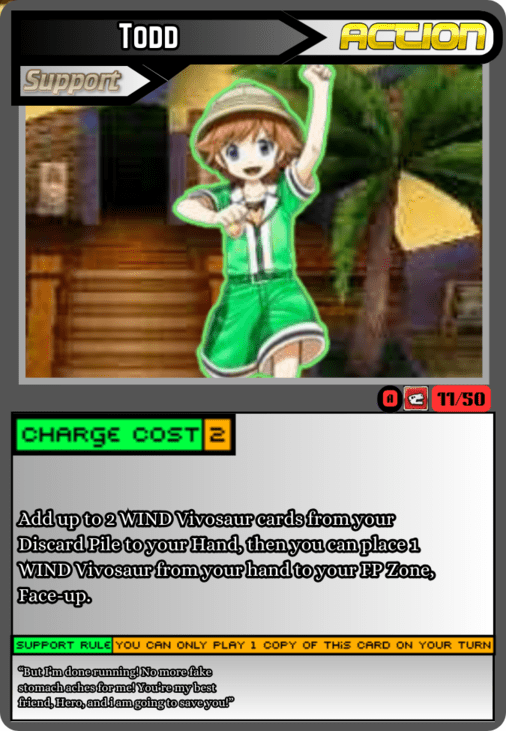 TODD
ACTION
Support
A 11/50
CHARGE COST 2
Add up to 2 WIND Vivosaur cards from your
Discard Pile to your Hand, then you can place 1
WIND Vivosaur from your hand to your FP Zone,
Face-up.
SUPPORT RULE YOU CAN ONLY PLAY 1 COPY OF THiS CARD ON YOUR TURN
"But I'm done running! No more fake
stomach aches for me! You're my best
friend, Hero, and i am going to save you!"